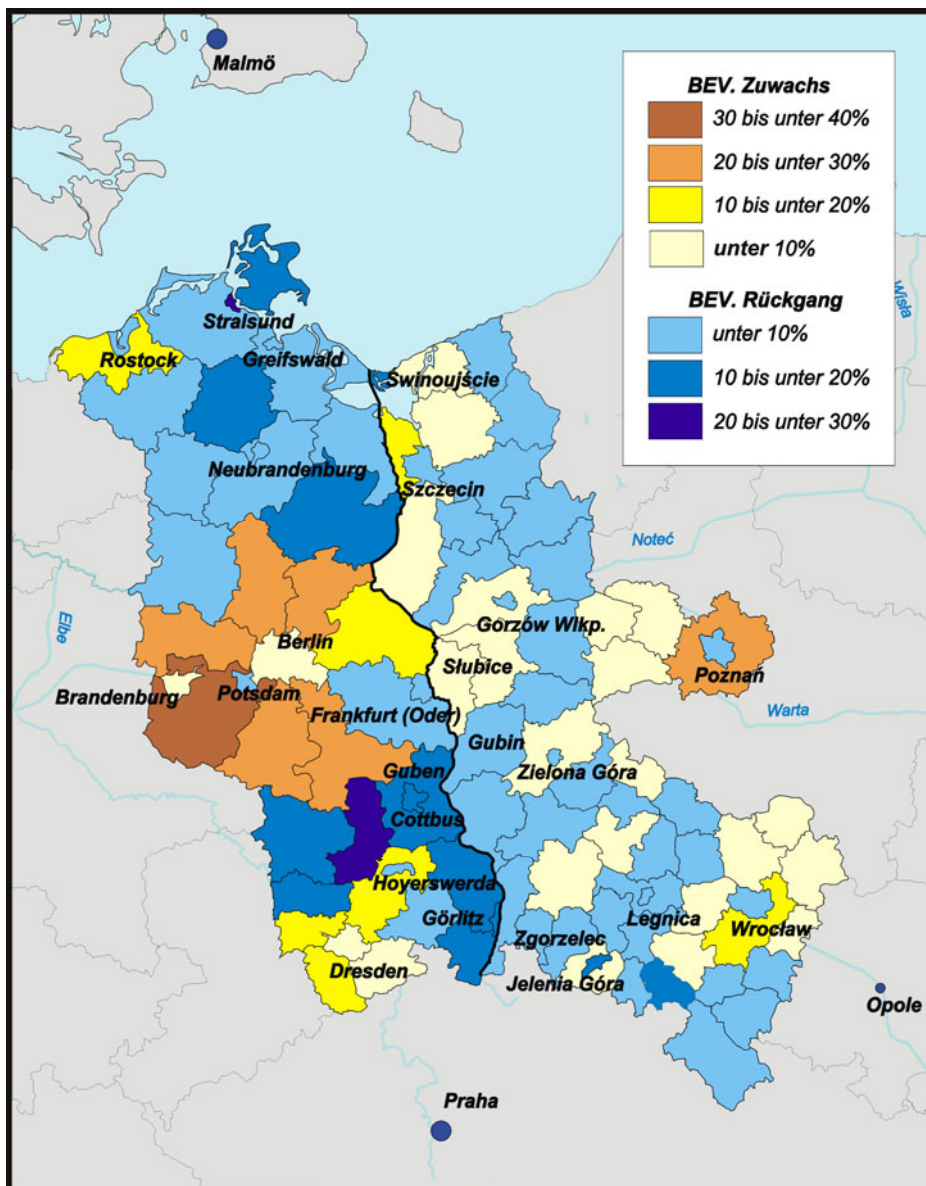 Malmö
BEV. Zuwachs
30 bis unter 40%
20 bis unter 30%
10 bis unter 20%
unter 10%
BEV. Rückgang
unter 10%
10 bis unter 20%
20 bis unter 30%
Wisła
Stralsund
Rostock
Greifswald
Swinoujście
Neubrandenburg
Szczecin
Noteć
Elbe
Gorzów Wlkp.
Berlin
Słubice
Poznań
Brandenburg
Potsdam
Frankfurt (Oder)
Warta
Gubin
Guben
Zielona Góra
Cottbus
Hoyerswerda
Görlitz
Legnica
Wrocław
Zgorzelec
Dresden
Jelenia Góra
Opole
Praha